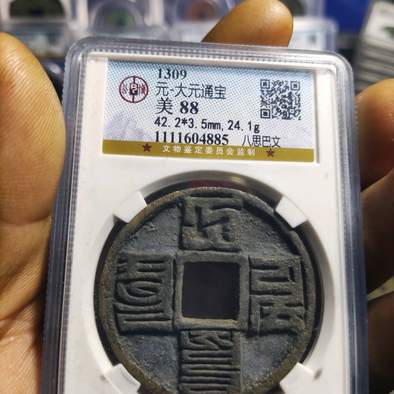 1309
元-大元通宝
美 88
42.2*3.5mm,24.1g
1111604885 八思巴文
★ 文物鉴定委员会监制 ★